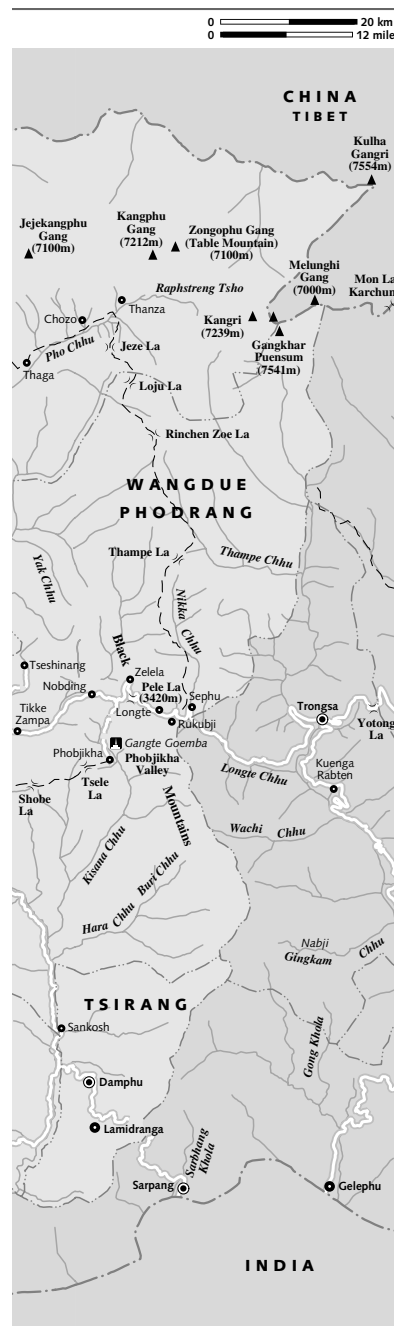 0 20 km
0 12 mile
CHINA
TIBET
Kulha
Gangri
(7554m)
Jejekangphu
Gang
(7100m)
Kangphu
Gang
(7212m)
Zongophu Gang
(Table Mountain)
(7100m)
Melunghi
Gang
(7000m)
Mon La
Karchun
Raphstreng Tsho
Thanza
Chozo
Kangri
(7239m)
Gangkhar
Puensum
(7541m)
Pho Chhu
Jeze La
Thaga
Loju La
Rinchen Zoe La
WANGDUE
PHODRANG
Thampe La
Thampe Chhu
Yak Chhu
Nikka Chhu
Black
Tseshinang
Zelela
Nobding
Pele La
(3420m)
Sephu
Tikke
Zampa
Longte
Rukubji
Trongsa
Yotong
La
Gangte Goemba
Phobjikha
Phobjikha
Valley
Longte Chhu
Kuenga
Rabten
Tsele
La
Shobe
La
Mountains
Wachi Chhu
Kisana Chhu
Buri Chhu
Hara Chhu
Nabji
Gingkam Chhu
TSIRANG
Sankosh
Gong Khola
Damphu
Lamidranga
Sarbhang
Khola
Sarpang
Gelephu
INDIA